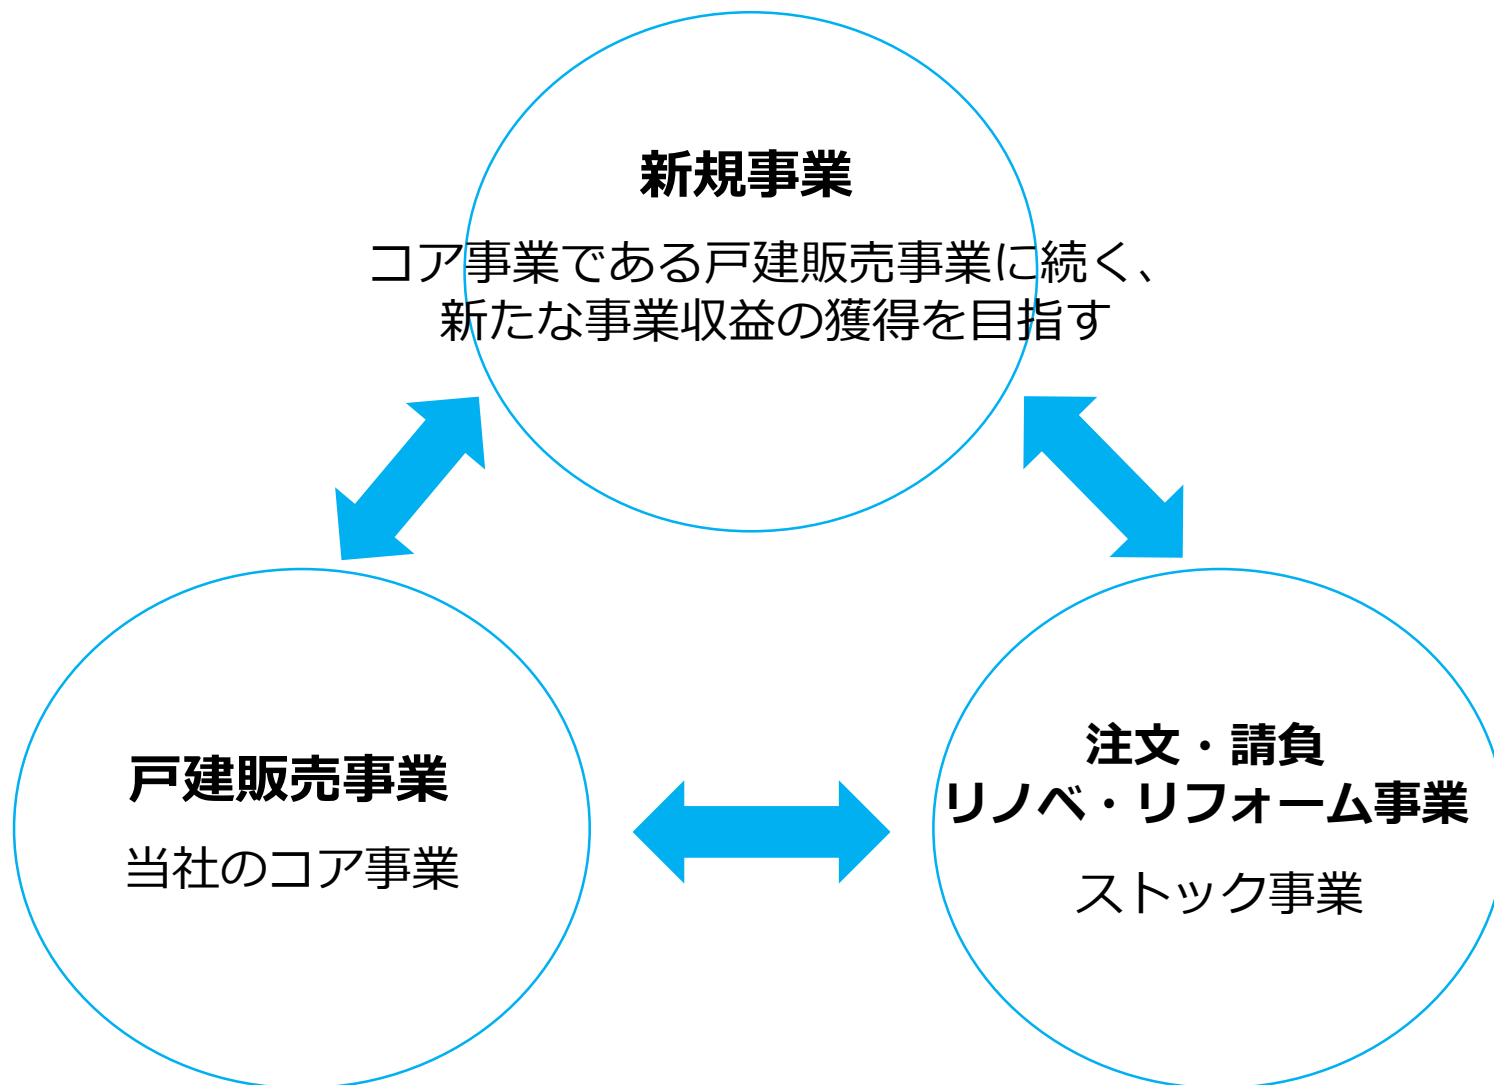 新規事業
コア事業である戸建販売事業に続く、
新たな事業収益の獲得を目指す
戸建販売事業
当社のコア事業
注文・請負
リノベ・リフォーム事業
ストック事業